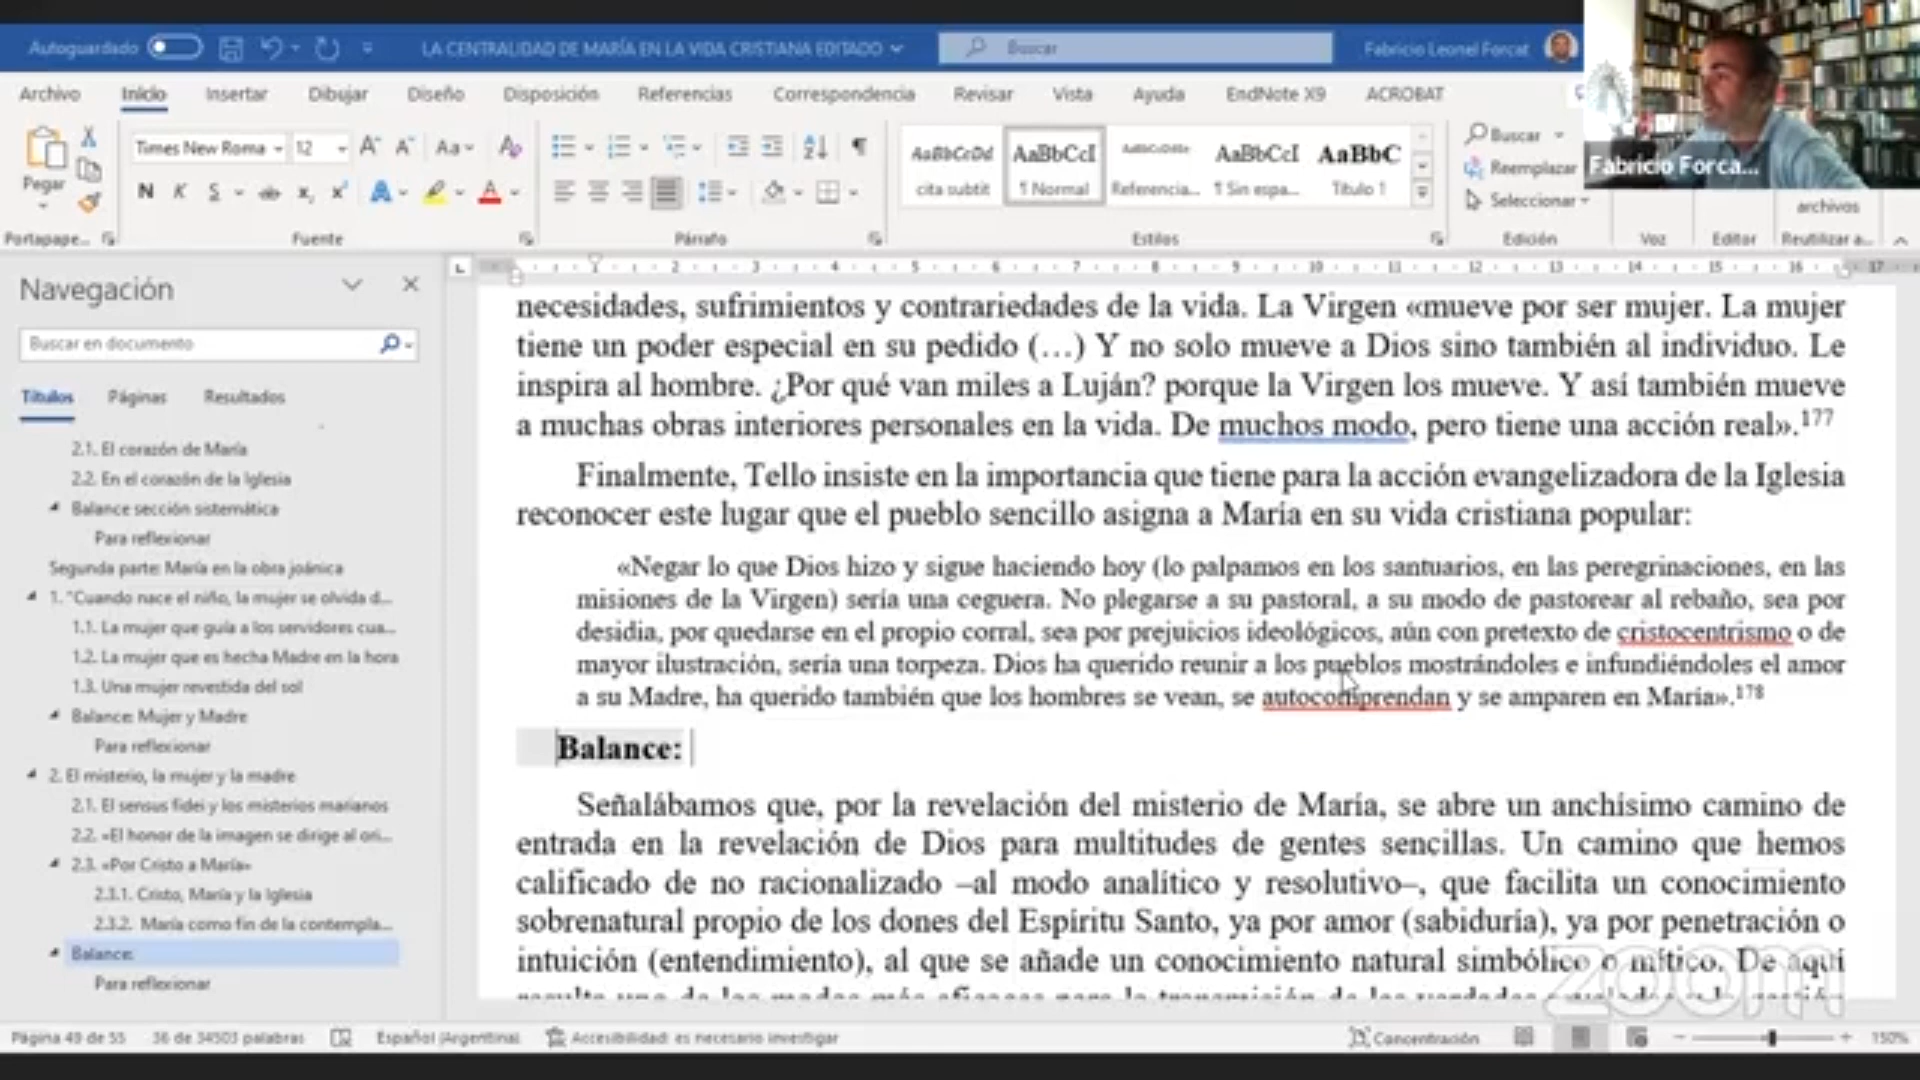 Autoguardado
LA CENTRALIDAD DE MARÍA EN LA VIDA CRISTIANA EDITADO
Buscar
Fabricio Leonel Forcat
Archivo Inicio Insertar Dibujar Diseño Disposición Referencias Correspondencia Revisar Vista Ayuda EndNote X9 ACROBAT
Pegar
Times New Roma 12
N K S ab x x A A
AaBbCcDd AaBbCcI AaBbCcI AaBbC
cita subtit ¶ Normal Referencia... ¶ Sin espa... Título 1
Buscar
Reemplazar
Seleccionar
Fabricio Forca...
archivos
Portapape... Fuente Párrafo Estilos Edición Voz Editor Reutilizar a...
1 2 3 4 5 6 7 8 9 10 11 12 13 14 15 16 17
Navegación
Buscar en documento
Títulos Páginas Resultados
2.1. El corazón de María
2.2. En el corazón de la Iglesia
Balance sección sistemática
Para reflexionar
Segunda parte: María en la obra joánica
1. "Cuando nace el niño, la mujer se olvida d...
1.1. La mujer que guía a los servidores cua...
1.2. La mujer que es hecha Madre en la hora
1.3. Una mujer revestida del sol
Balance: Mujer y Madre
Para reflexionar
2. El misterio, la mujer y la madre
2.1. El sensus fidei y los misterios marianos
2.2. «El honor de la imagen se dirige al ori...
2.3. «Por Cristo a María»
2.3.1. Cristo, María y la Iglesia
2.3.2. María como fin de la contempla...
Balance:
Para reflexionar
necesidades, sufrimientos y contrariedades de la vida. La Virgen «mueve por ser mujer. La mujer
tiene un poder especial en su pedido (…) Y no solo mueve a Dios sino también al individuo. Le
inspira al hombre. ¿Por qué van miles a Luján? porque la Virgen los mueve. Y así también mueve
a muchas obras interiores personales en la vida. De muchos modo, pero tiene una acción real».177
Finalmente, Tello insiste en la importancia que tiene para la acción evangelizadora de la Iglesia
reconocer este lugar que el pueblo sencillo asigna a María en su vida cristiana popular:
«Negar lo que Dios hizo y sigue haciendo hoy (lo palpamos en los santuarios, en las peregrinaciones, en las
misiones de la Virgen) sería una ceguera. No plegarse a su pastoral, a su modo de pastorear al rebaño, sea por
desidia, por quedarse en el propio corral, sea por prejuicios ideológicos, aún con pretexto de cristocentrismo o de
mayor ilustración, sería una torpeza. Dios ha querido reunir a los pueblos mostrándoles e infundiéndoles el amor
a su Madre, ha querido también que los hombres se vean, se autocomprendan y se amparen en María».178
Balance:
Señalábamos que, por la revelación del misterio de María, se abre un anchísimo camino de
entrada en la revelación de Dios para multitudes de gentes sencillas. Un camino que hemos
calificado de no racionalizado –al modo analítico y resolutivo–, que facilita un conocimiento
sobrenatural propio de los dones del Espíritu Santo, ya por amor (sabiduría), ya por penetración o
intuición (entendimiento), al que se añade un conocimiento natural simbólico o mítico. De aquí
zoom
Página 49 de 55 36 de 34503 palabras Español (Argentina) Accesibilidad: es necesario investigar Concentración 150%